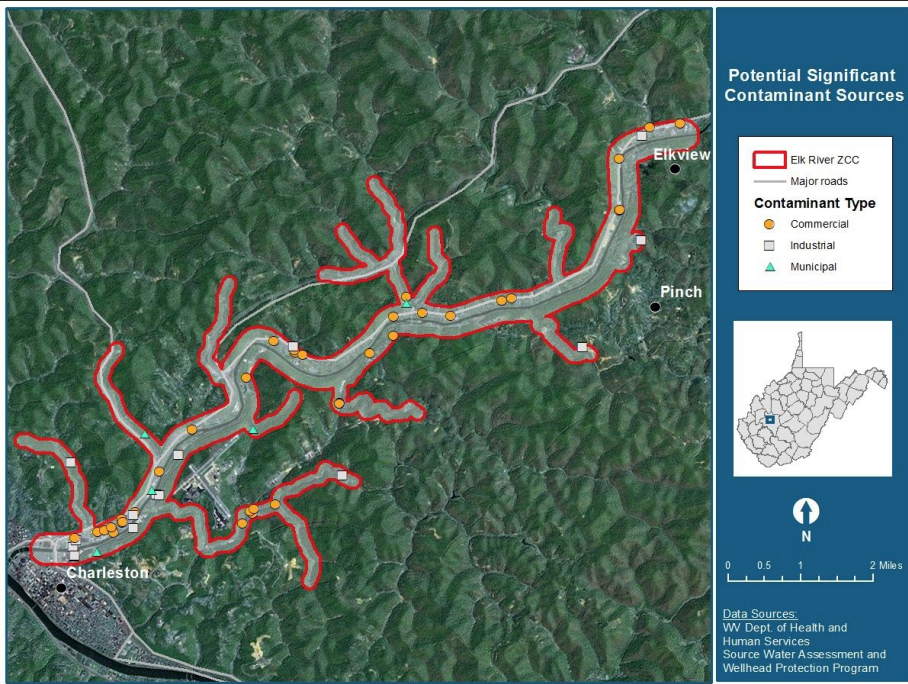 Potential Significant
Contaminant Sources
Elk River ZCC
Major roads
Contaminant Type
Commercial
Industrial
Municipal
Elkview
Pinch
Charleston
N
0 0.5 1 2 Miles
Data Sources:
WV Dept. of Health and
Human Services
Source Water Assessment and
Wellhead Protection Program